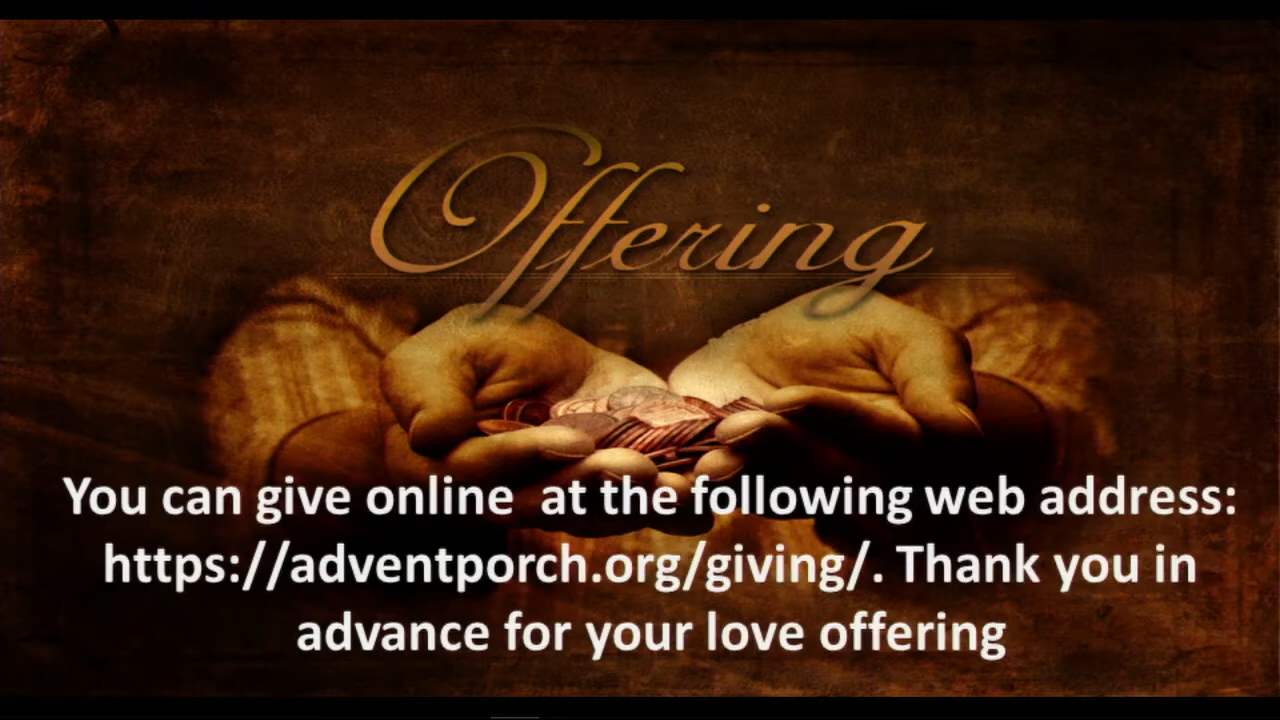 Offering
You can give online  at the following web address:
https://adventporch.org/giving/. Thank you in
advance for your love offering